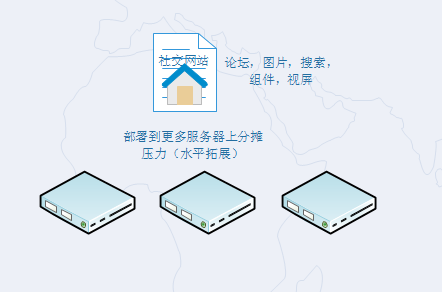 社交网站
论坛，图片，搜索，
组件，视屏
部署到更多服务器上分摊
压力（水平拓展）